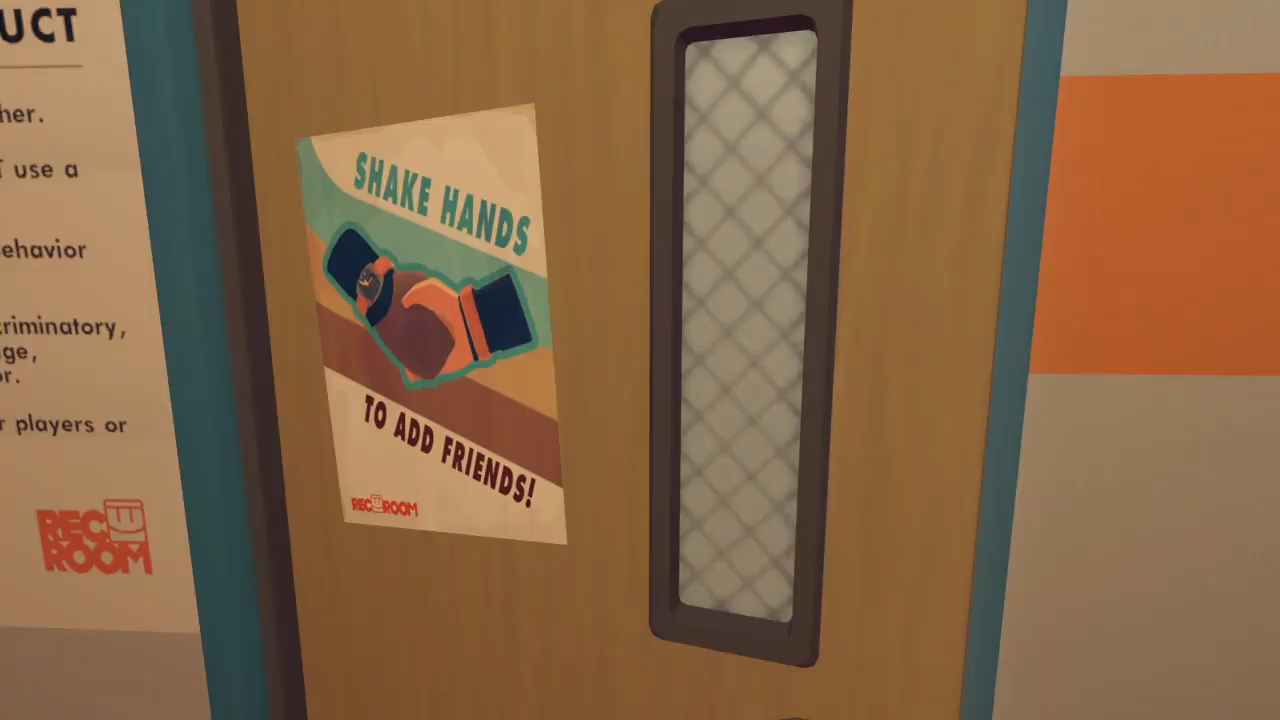 UCT
her.
T use a
ehavior
criminatory,
ge,
or.
r players or
REC
ROOM
SHAKE HANDS
TO ADD FRIENDS!
REC ROOM